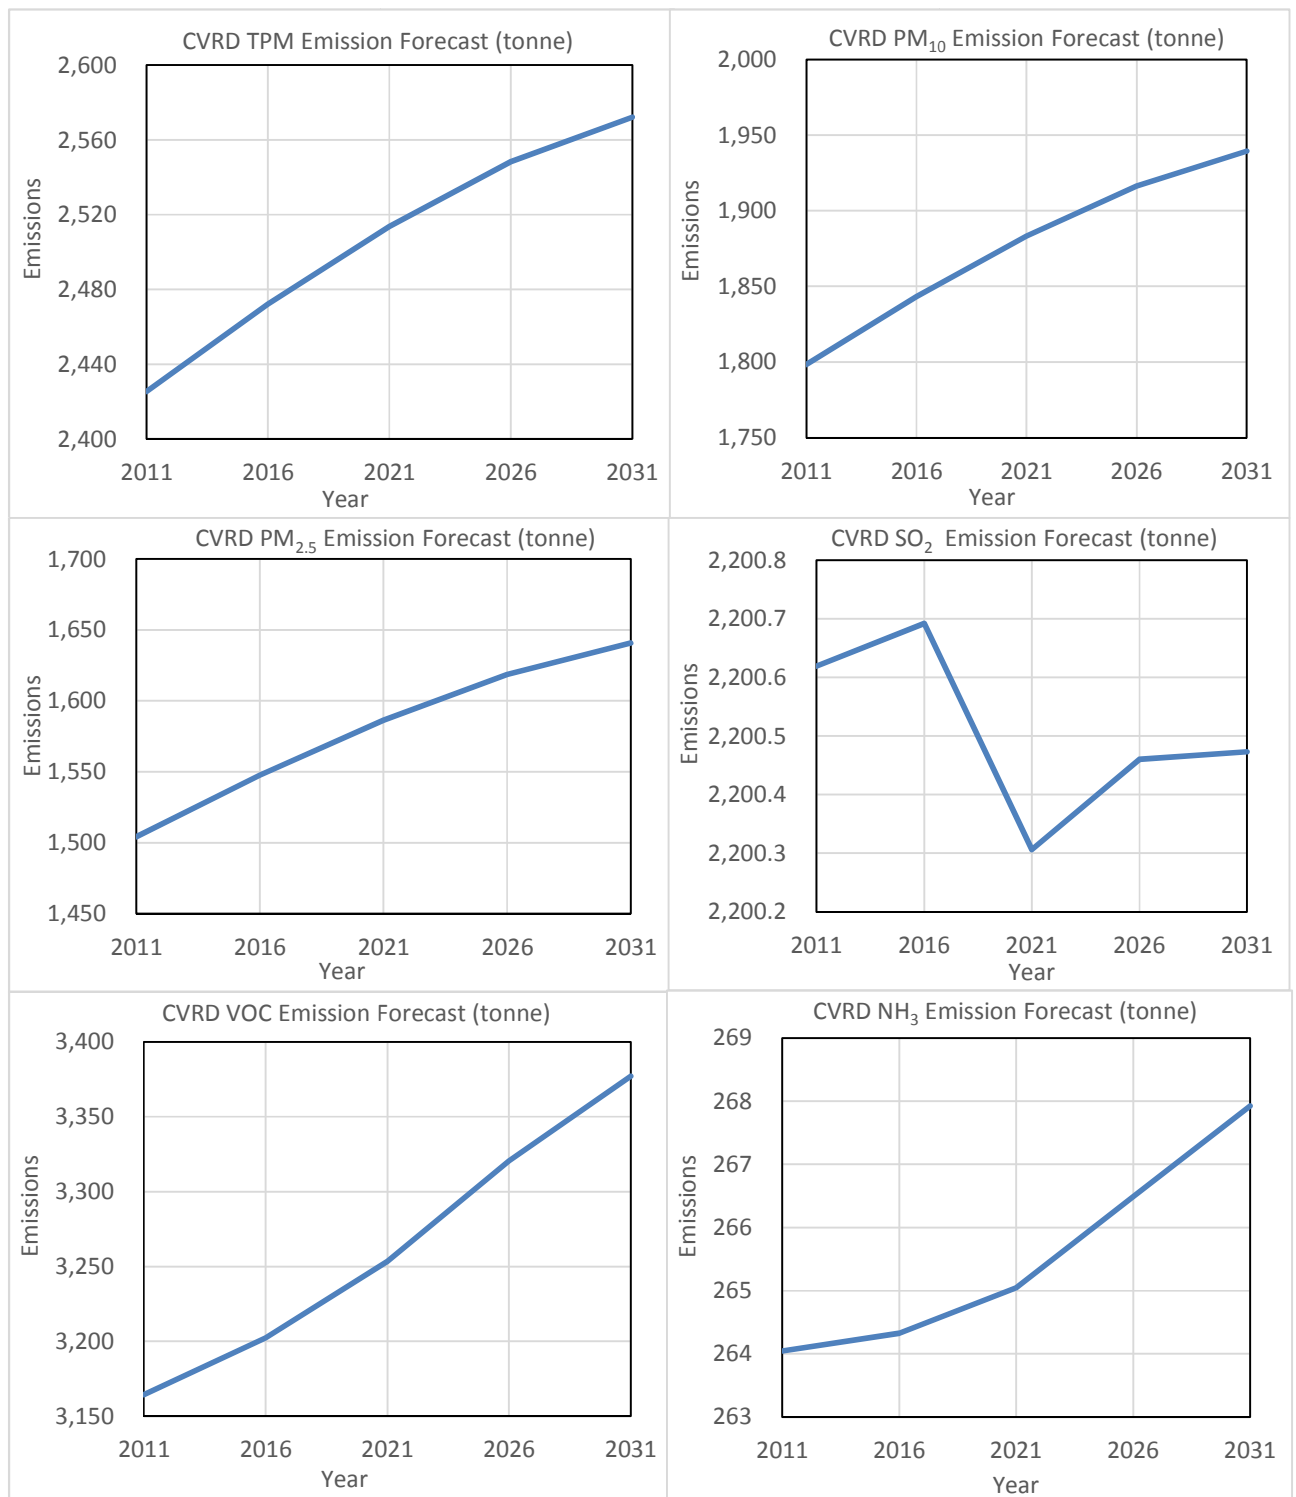 CVRD TPM Emission Forecast (tonne)
2,600
2,560
2,520
2,480
2,440
2,400
Emissions
2011 2016 2021 2026 2031
Year
CVRD PM10 Emission Forecast (tonne)
2,000
1,950
1,900
1,850
1,800
1,750
Emissions
2011 2016 2021 2026 2031
Year
CVRD PM2.5 Emission Forecast (tonne)
1,700
1,650
1,600
1,550
1,500
1,450
Emissions
2011 2016 2021 2026 2031
Year
CVRD SO2 Emission Forecast (tonne)
2,200.8
2,200.7
2,200.6
2,200.5
2,200.4
2,200.3
2,200.2
Emissions
2011 2016 2021 2026 2031
Year
CVRD VOC Emission Forecast (tonne)
3,400
3,350
3,300
3,250
3,200
3,150
Emissions
2011 2016 2021 2026 2031
Year
CVRD NH3 Emission Forecast (tonne)
269
268
267
266
265
264
263
Emissions
2011 2016 2021 2026 2031
Year